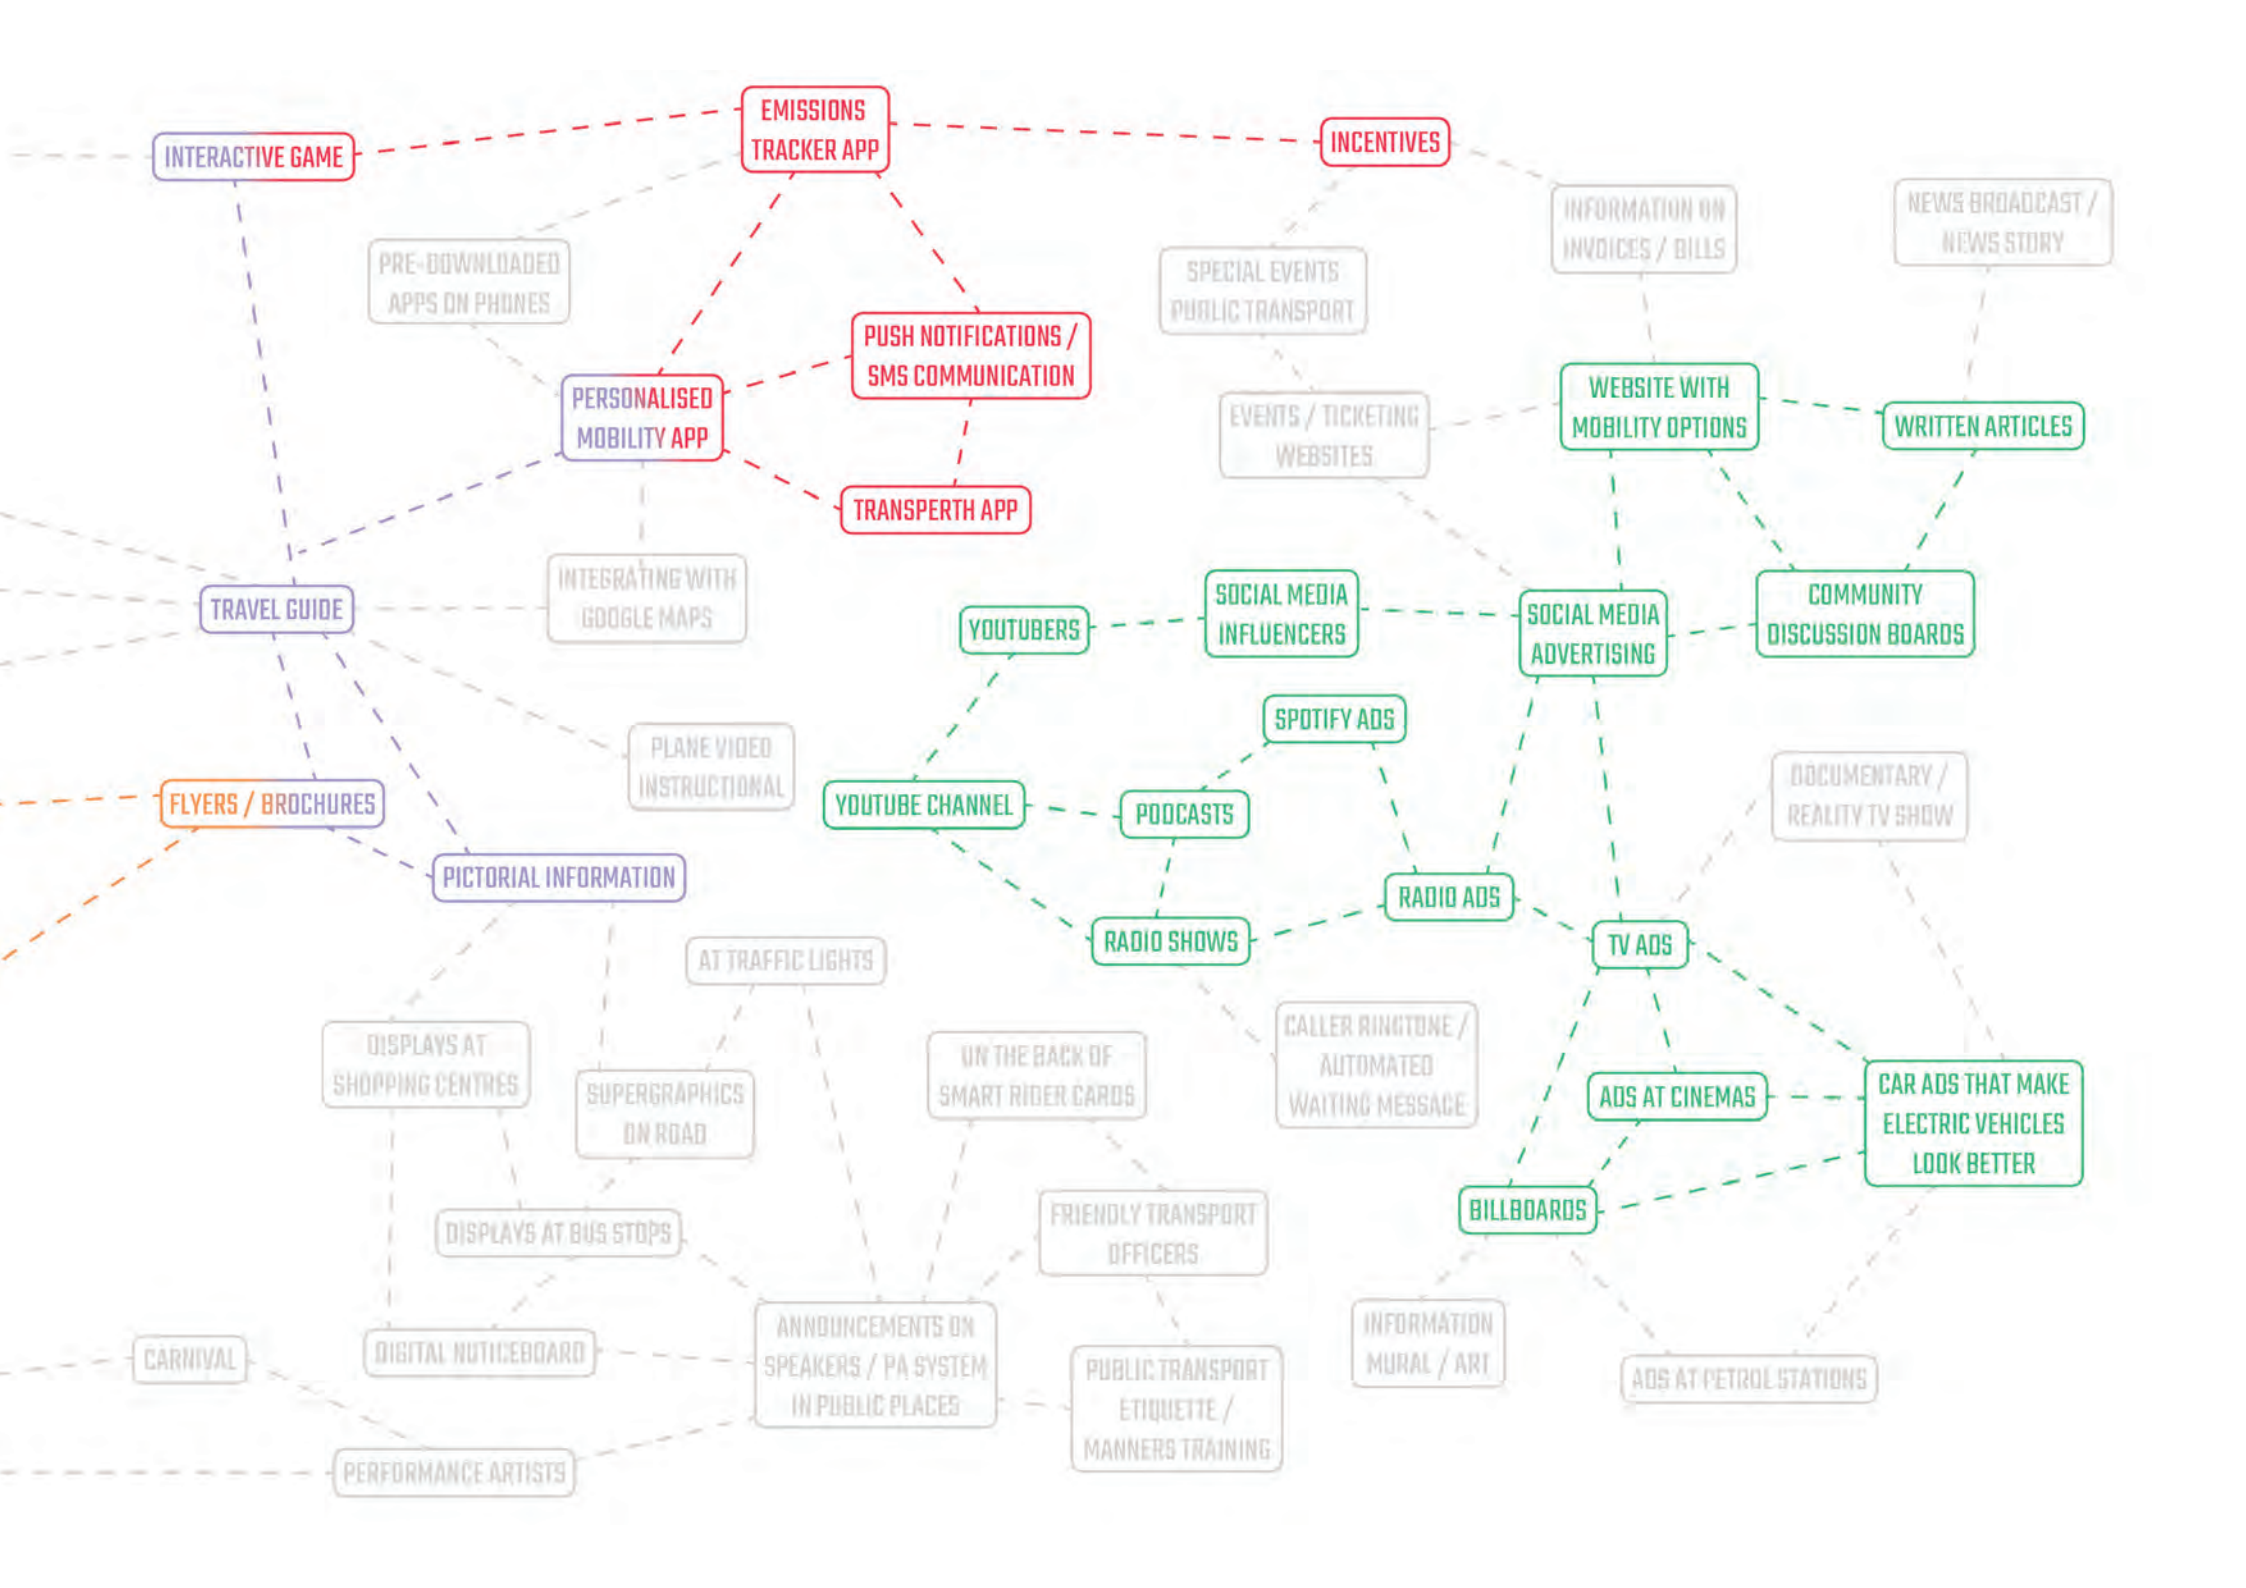 EMISSIONS
TRACKER APP
INTERACTIVE GAME
INCENTIVES
INFORMATION ON
INVOICES / BILLS
NEWS BROADCAST /
NEWS STORY
PRE-DOWNLOADED
APPS ON PHONES
SPECIAL EVENTS
PUBLIC TRANSPORT
PUSH NOTIFICATIONS /
SMS COMMUNICATION
PERSONALISED
MOBILITY APP
EVENTS / TICKETING
WEBSITES
WEBSITE WITH
MOBILITY OPTIONS
WRITTEN ARTICLES
TRANSPERTH APP
TRAVEL GUIDE
INTEGRATING WITH
GOOGLE MAPS
YOUTUBERS
SOCIAL MEDIA
INFLUENCERS
SOCIAL MEDIA
ADVERTISING
COMMUNITY
DISCUSSION BOARDS
SPOTIFY ADS
PLANE VIDEO
INSTRUCTIONAL
DOCUMENTARY /
REALITY TV SHOW
FLYERS / BROCHURES
YOUTUBE CHANNEL
PODCASTS
PICTORIAL INFORMATION
RADIO ADS
RADIO SHOWS
TV ADS
AT TRAFFIC LIGHTS
DISPLAYS AT
SHOPPING CENTRES
SUPERGRAPHICS
ON ROAD
ON THE BACK OF
SMART RIDER CARDS
CALLER RINGTONE /
AUTOMATED
WAITING MESSAGE
ADS AT CINEMAS
CAR ADS THAT MAKE
ELECTRIC VEHICLES
LOOK BETTER
BILLBOARDS
DISPLAYS AT BUS STOPS
FRIENDLY TRANSPORT
OFFICERS
CARNIVAL
DIGITAL NOTICEBOARD
ANNOUNCEMENTS ON
SPEAKERS / PA SYSTEM
IN PUBLIC PLACES
INFORMATION
MURAL / ART
ADS AT PETROL STATIONS
PUBLIC TRANSPORT
ETIQUETTE /
MANNERS TRAINING
PERFORMANCE ARTISTS